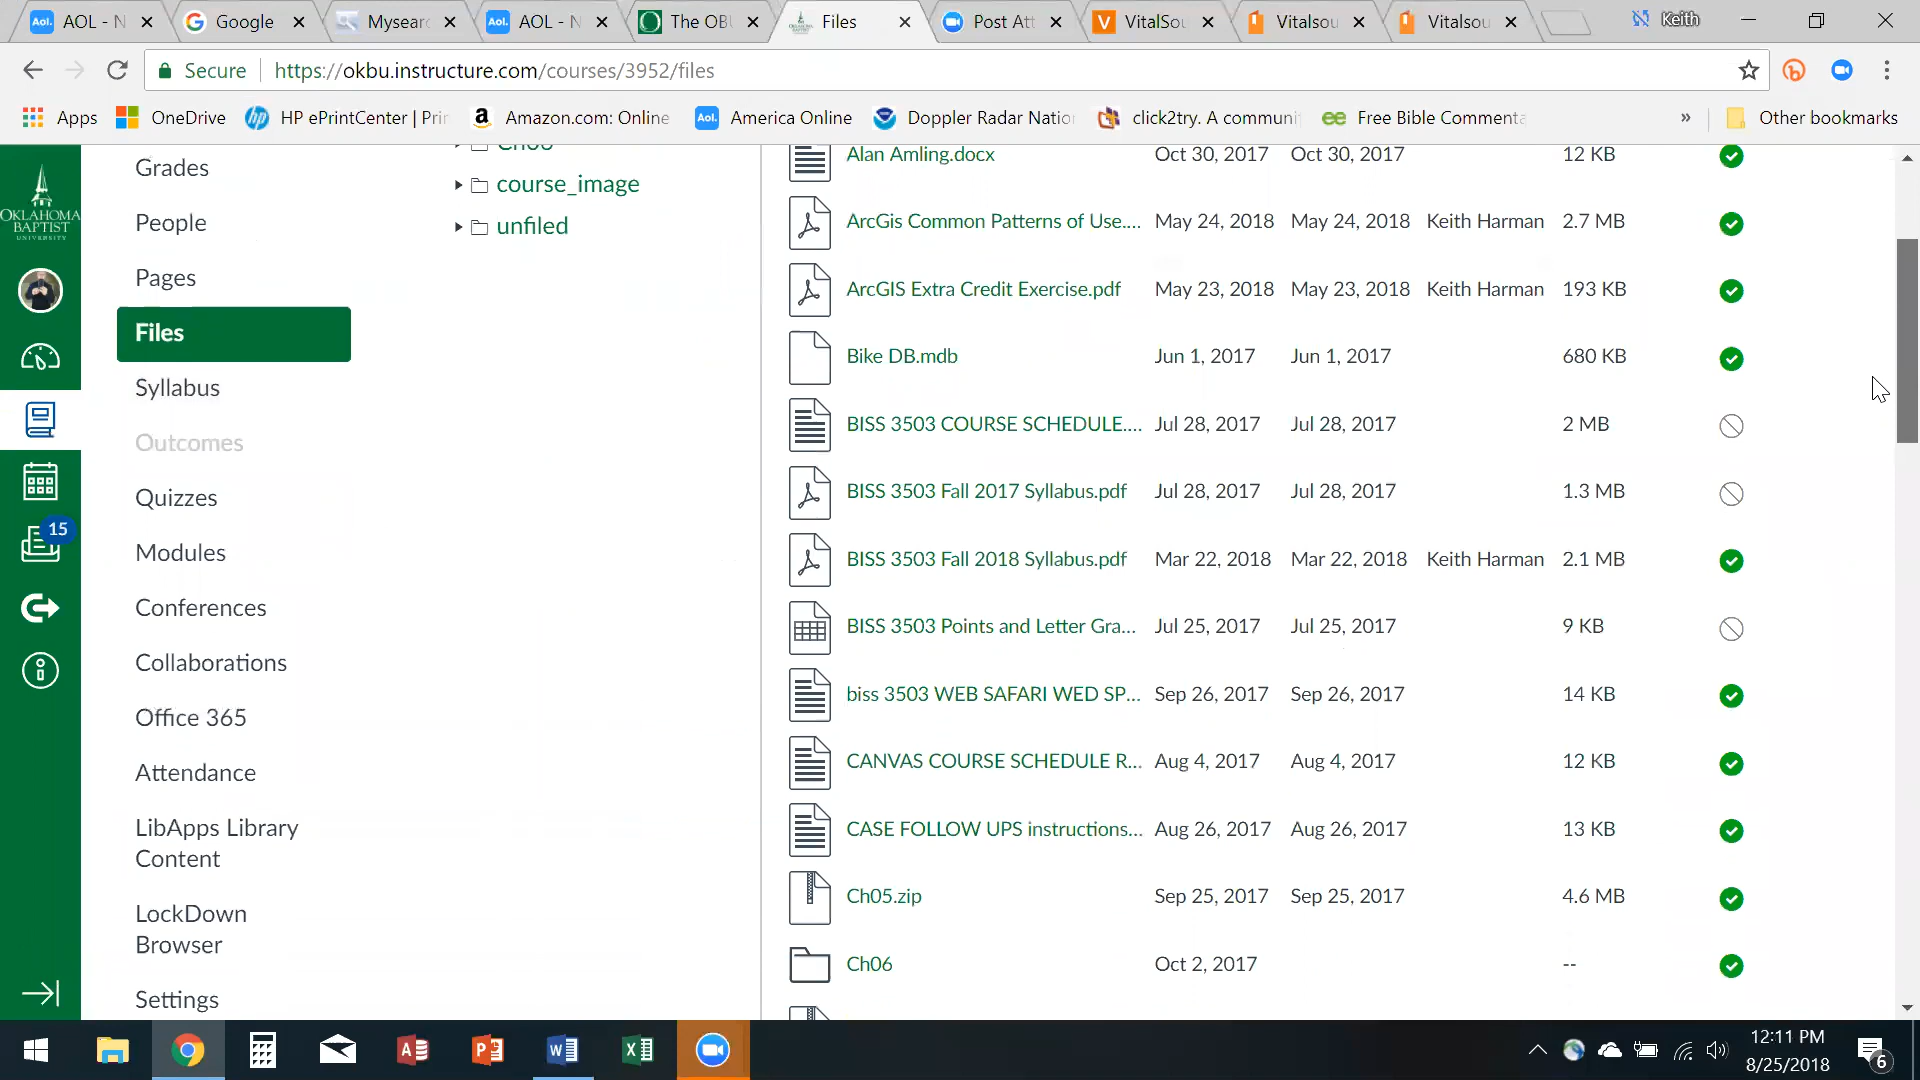 AOL - N
Google
Mysearc
AOL - N
The OBU
Files
Post Att
VitalSou
Vitalsou
Vitalsou
Keith
Secure
https://okbu.instructure.com/courses/3952/files
Apps
OneDrive
HP ePrintCenter | Prin
Amazon.com: Online
America Online
Doppler Radar Natio
click2try. A communi
Free Bible Commenta
»
Other bookmarks
OKLAHOMA
BAPTIST
UNIVERSITY
15
Grades
People
Pages
Files
Syllabus
Outcomes
Quizzes
Modules
Conferences
Collaborations
Office 365
Attendance
LibApps Library
Content
LockDown
Browser
Settings
course_image
unfiled
Alan Amling.docx Oct 30, 2017 Oct 30, 2017 12 KB
ArcGis Common Patterns of Use.... May 24, 2018 May 24, 2018 Keith Harman 2.7 MB
ArcGIS Extra Credit Exercise.pdf May 23, 2018 May 23, 2018 Keith Harman 193 KB
Bike DB.mdb Jun 1, 2017 Jun 1, 2017 680 KB
BISS 3503 COURSE SCHEDULE.... Jul 28, 2017 Jul 28, 2017 2 MB
BISS 3503 Fall 2017 Syllabus.pdf Jul 28, 2017 Jul 28, 2017 1.3 MB
BISS 3503 Fall 2018 Syllabus.pdf Mar 22, 2018 Mar 22, 2018 Keith Harman 2.1 MB
BISS 3503 Points and Letter Gra... Jul 25, 2017 Jul 25, 2017 9 KB
biss 3503 WEB SAFARI WED SP... Sep 26, 2017 Sep 26, 2017 14 KB
CANVAS COURSE SCHEDULE R... Aug 4, 2017 Aug 4, 2017 12 KB
CASE FOLLOW UPS instructions... Aug 26, 2017 Aug 26, 2017 13 KB
Ch05.zip Sep 25, 2017 Sep 25, 2017 4.6 MB
Ch06 Oct 2, 2017 --
12:11 PM
8/25/2018
6